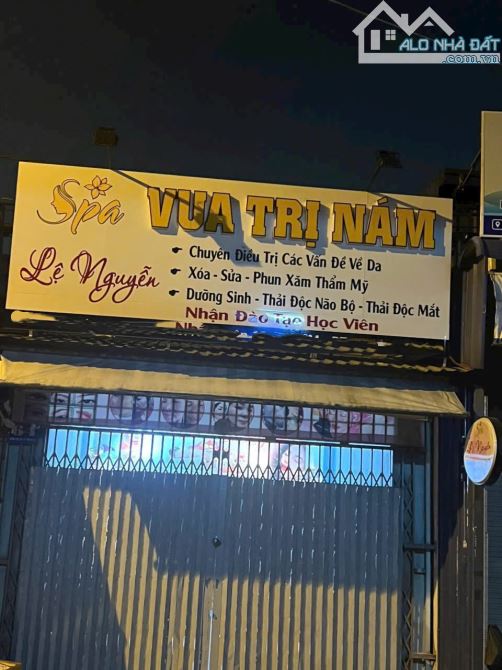 ALO NHÀ ĐẤT
.com.vn
Spa VUA TRỊ NÁM
Lệ Nguyễn
Chuyên Điều Trị Các Vấn Đề Về Da
Xóa - Sửa - Phun Xăm Thẩm Mỹ
Dưỡng Sinh - Thải Độc Não Bộ - Thải Độc Mắt
Nhận Đào Tạo Học Viên